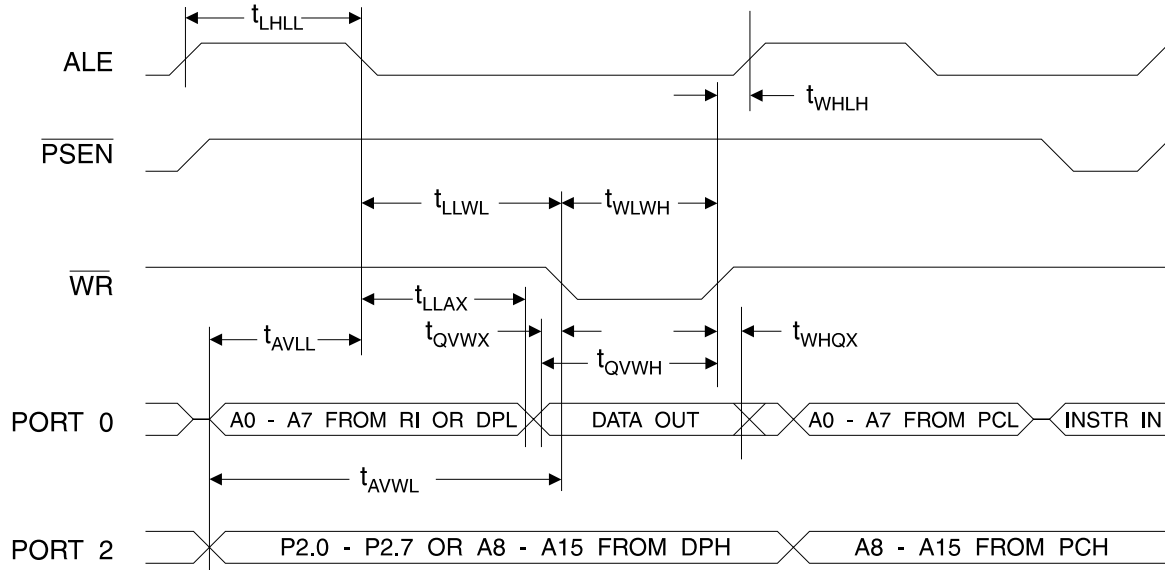 tLHLL
ALE
tWHLH
PSEN
tLLWL
tWLWH
WR
tLLAX
tAVLL
tQVWX
tWHQX
tQVWH
PORT 0
A0 - A7 FROM RI OR DPL
DATA OUT
A0 - A7 FROM PCL
INSTR IN
tAVWL
PORT 2
P2.0 - P2.7 OR A8 - A15 FROM DPH
A8 - A15 FROM PCH